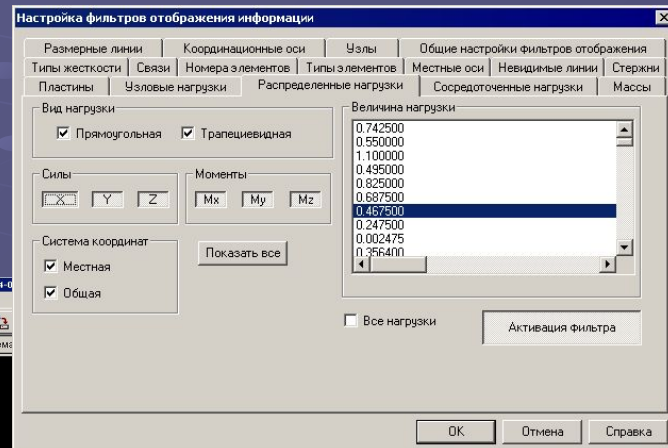 Настройка фильтров отображения информации
Размерные линии Координационные оси Узлы Общие настройки фильтров отображения
Типы жесткости Связи Номера элементов Типы элементов Местные оси Невидимые линии Стержни
Пластины Узловые нагрузки Распределенные нагрузки Сосредоточенные нагрузки Массы
Вид нагрузки
Прямоугольная Трапециевидная
Силы
X Y Z
Моменты
Mx My Mz
Система координат
Местная
Общая
Показать все
Величина нагрузки
0.742500
0.550000
1.100000
0.495000
0.825000
0.687500
0.467500
0.247500
0.002475
0.356400
Все нагрузки
Активация фильтра
OK Отмена Справка